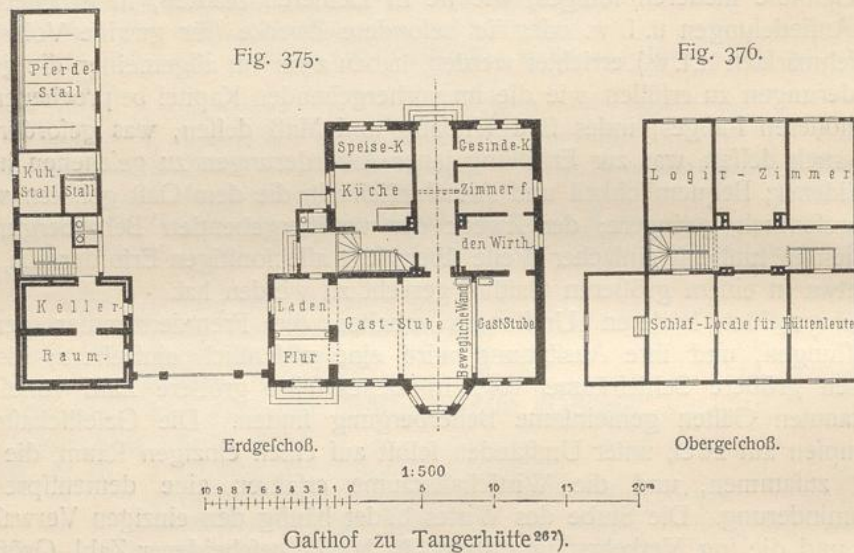 Fig. 375.
Fig. 376.
Pferde-
Stall
Kuh-
Stall
Stall
Keller
Raum.
Speise-K
Gesinde-K.
Küche
Zimmer f.
den Wirth.
Laden
Flur
Gast-Stube
Bewegliche Wand
Gast Stube
Logir-Zimmer
Schlaf-Locale für Hüttenleute
Erdgeſchoß.
Obergeſchoß.
1:500
10 9 8 7 6 5 4 3 2 1 0 5 10 15 20m
Gaſthof zu Tangerhütte 267).